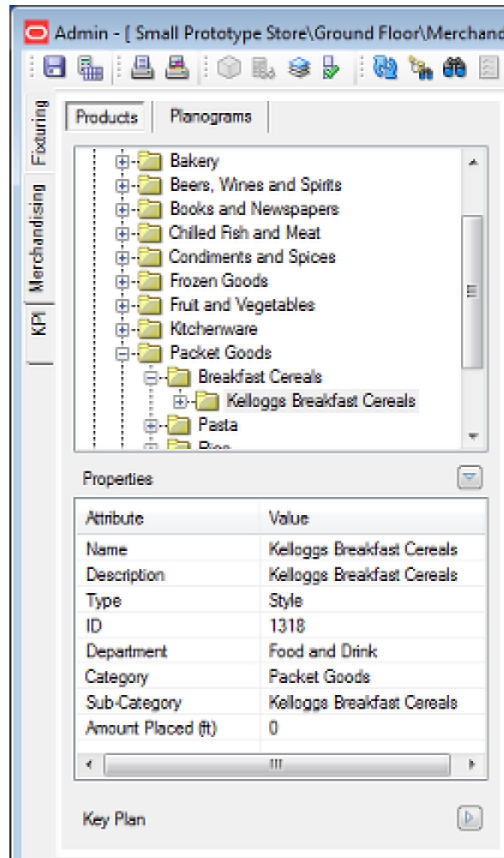 Admin - [ Small Prototype Store\Ground Floor\Merchand
Fixturing
Merchandising
KPI
Products Planograms
Bakery
Beers, Wines and Spirits
Books and Newspapers
Chilled Fish and Meat
Condiments and Spices
Frozen Goods
Fruit and Vegetables
Kitchenware
Packet Goods
Breakfast Cereals
Kelloggs Breakfast Cereals
Pasta
Rice
Properties
Attribute Value
Name Kelloggs Breakfast Cereals
Description Kelloggs Breakfast Cereals
Type Style
ID 1318
Department Food and Drink
Category Packet Goods
Sub-Category Kelloggs Breakfast Cereals
Amount Placed (ft) 0
Key Plan